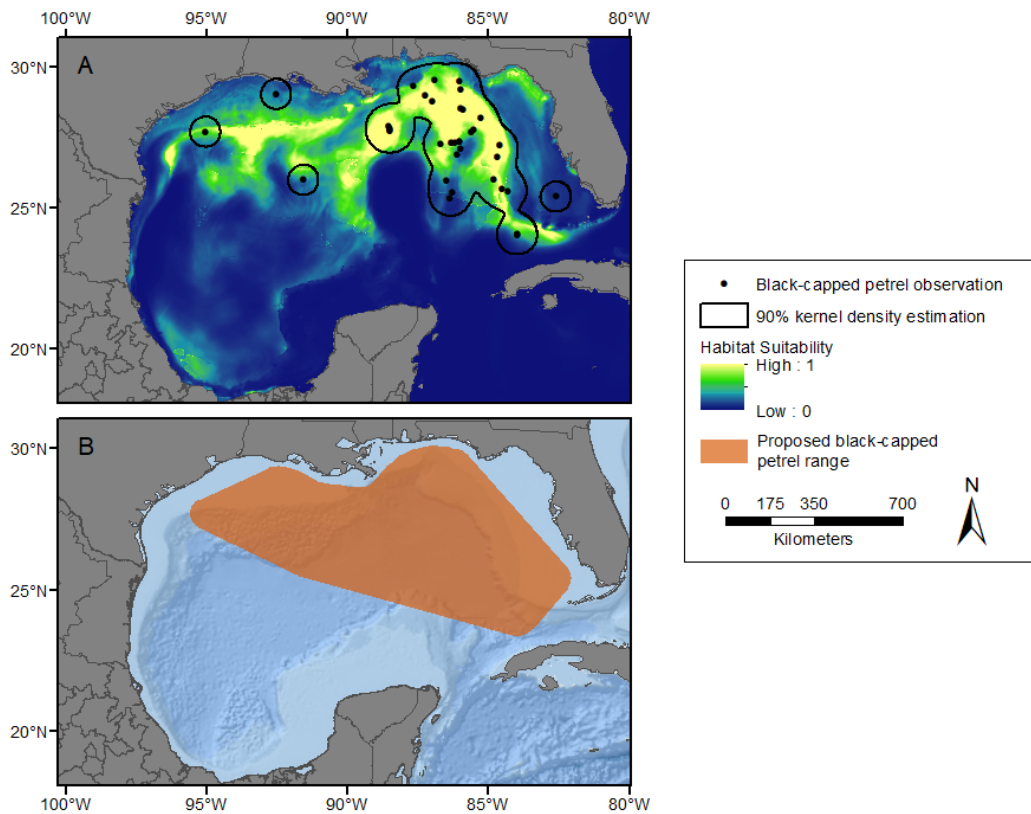 100°W 95°W 90°W 85°W 80°W
A
30°N
25°N
20°N
B
30°N
25°N
20°N
100°W 95°W 90°W 85°W 80°W
Black-capped petrel observation
90% kernel density estimation
Habitat Suitability
High : 1
Low : 0
Proposed black-capped
petrel range
N
0 175 350 700
Kilometers